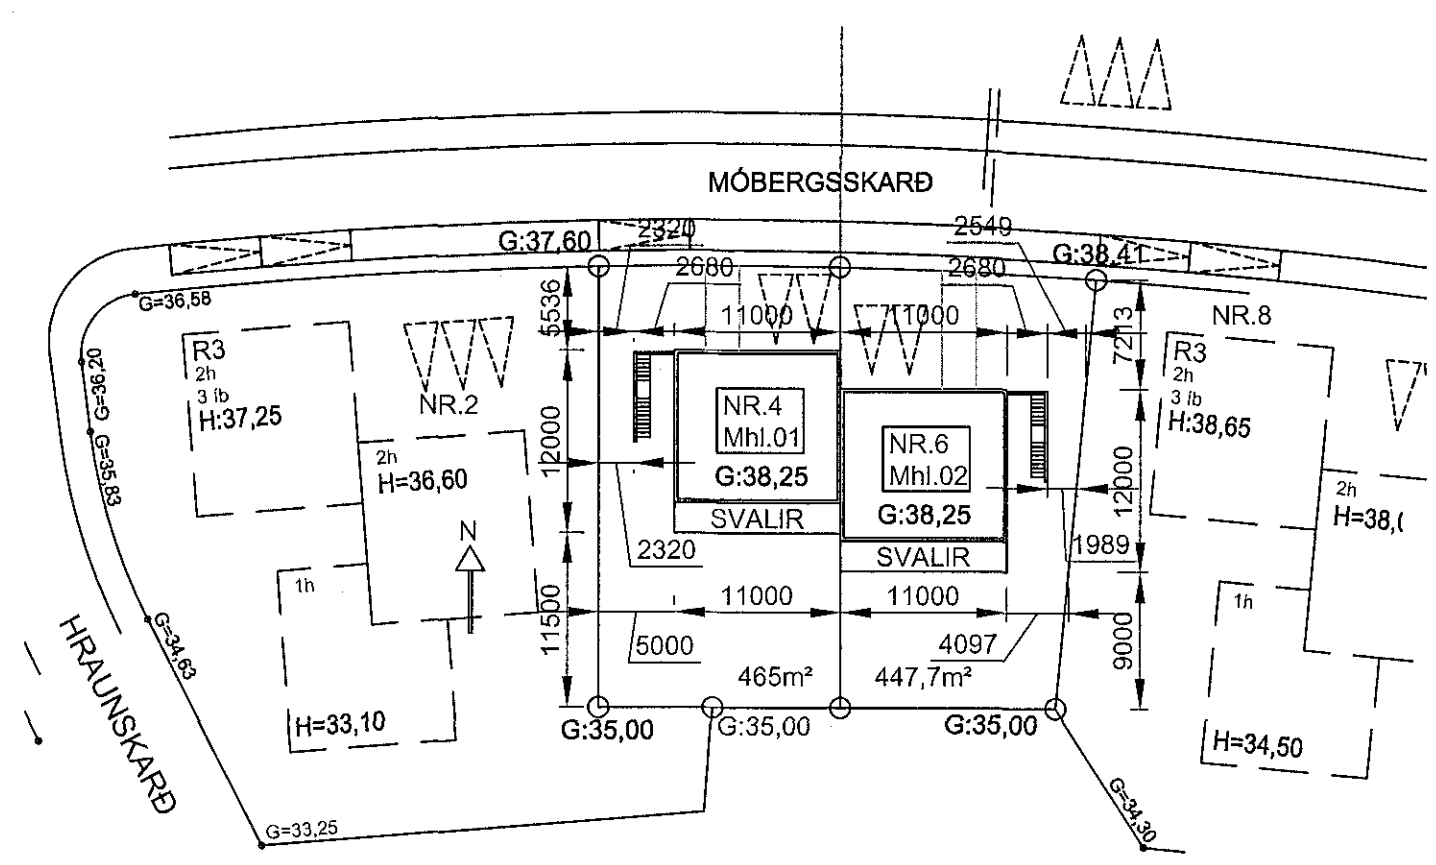 MÓBERGSSKARÐ
G:37,60
2320
2549
G:38,41
2680
2680
G=36,58
5536
11000
11000
7213
NR.8
G=36,20
R3
2h
3 íb
H:37,25
NR.2
R3
2h
3 íb
H:38,65
NR.4
Mhl.01
G:38,25
NR.6
Mhl.02
G:38,25
G=35,83
12000
12000
2h
H=36,60
2h
SVALIR
SVALIR
N
2320
1989
1h
1h
11000
11000
11500
9000
5000
4097
G=34,63
465m²
447,7m²
HRAUNSKARÐ
H=33,10
G:35,00
G:35,00
G:35,00
H=34,50
G=33,25
G=34,30